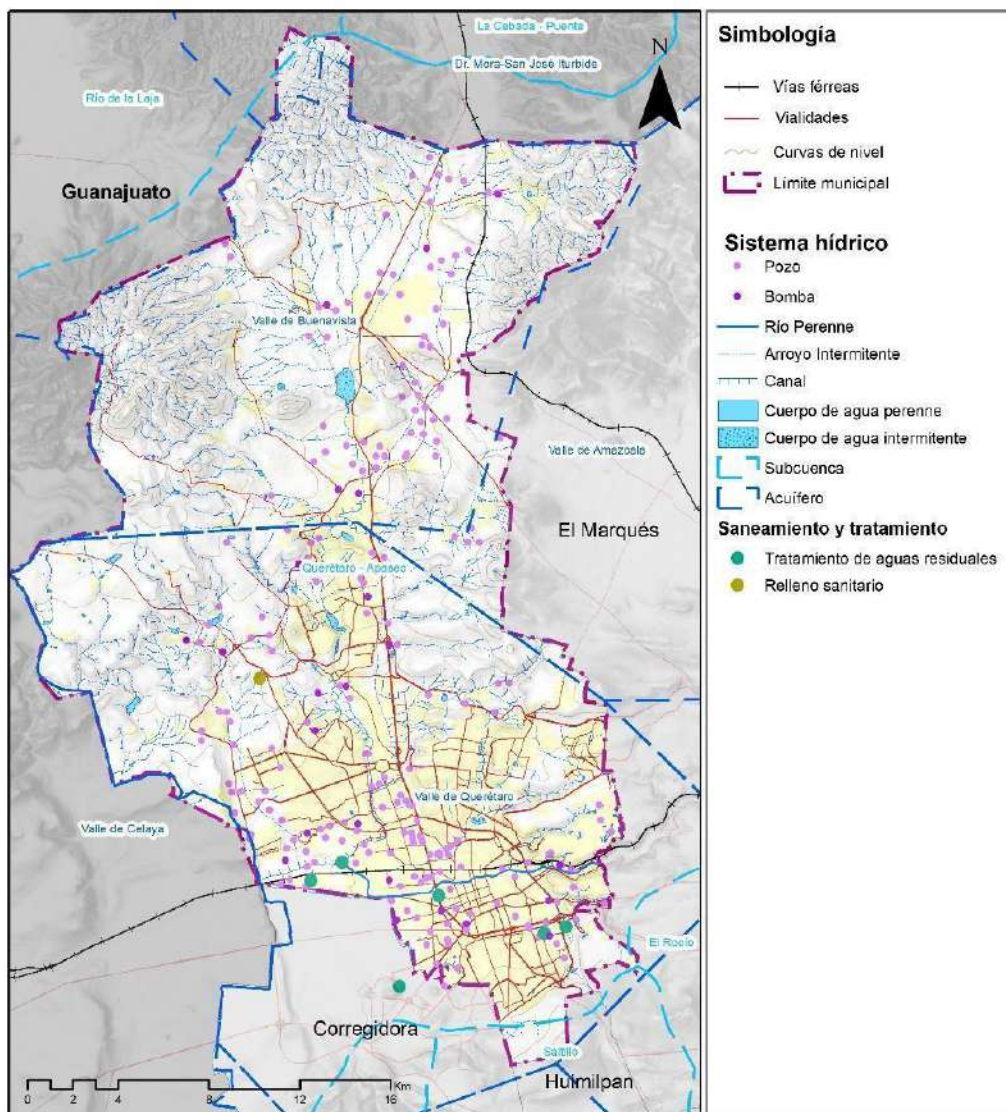 La Cebada - Puente
N
Dr. Mora-San José Iturbide
Río de la Laja
Guanajuato
Valle de Buenavista
Valle de Amazcala
El Marqués
Querétaro - Apaseo
Valle de Querétaro
Valle de Celaya
El Rocío
Corregidora
Saltillo
Huimilpan
Km
0 2 4 8 12 16
Simbología
Vías férreas
Vialidades
Curvas de nivel
Límite municipal
Sistema hídrico
Pozo
Bomba
Río Perenne
Arroyo Intermitente
Canal
Cuerpo de agua perenne
Cuerpo de agua intermitente
Subcuenca
Acuífero
Saneamiento y tratamiento
Tratamiento de aguas residuales
Relleno sanitario